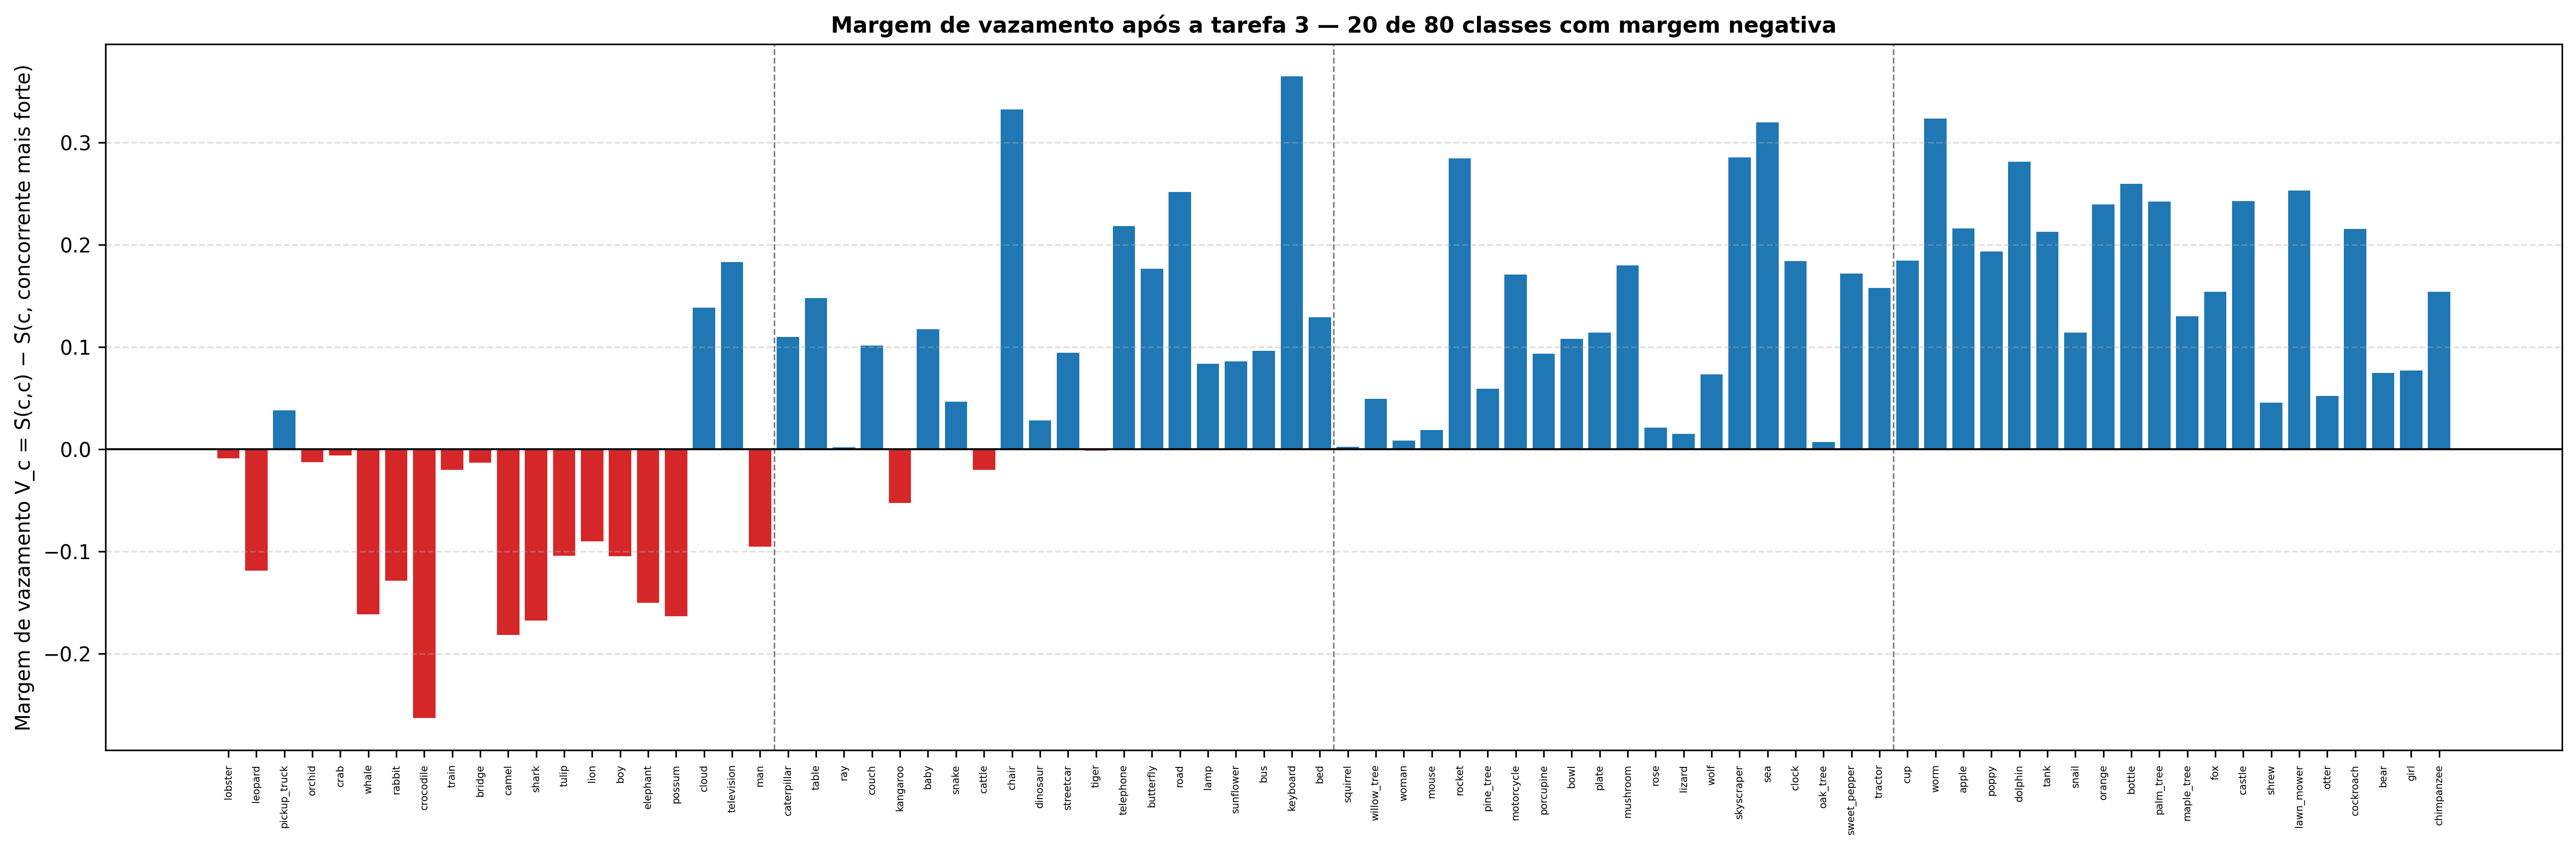 Margem de vazamento após a tarefa 3 — 20 de 80 classes com margem negativa
Margem de vazamento V_c = S(c,c) − S(c, concorrente mais forte)
0.3
0.2
0.1
0.0
−0.1
−0.2
lobster
leopard
pickup_truck
orchid
crab
whale
rabbit
crocodile
train
bridge
camel
shark
tulip
lion
boy
elephant
possum
cloud
television
man
caterpillar
table
ray
couch
kangaroo
baby
snake
cattle
chair
dinosaur
streetcar
tiger
telephone
butterfly
road
lamp
sunflower
bus
keyboard
bed
squirrel
willow_tree
woman
mouse
rocket
pine_tree
motorcycle
porcupine
bowl
plate
mushroom
rose
lizard
wolf
skyscraper
sea
clock
oak_tree
sweet_pepper
tractor
cup
worm
apple
poppy
dolphin
tank
snail
orange
bottle
palm_tree
maple_tree
fox
castle
shrew
lawn_mower
otter
cockroach
bear
girl
chimpanzee